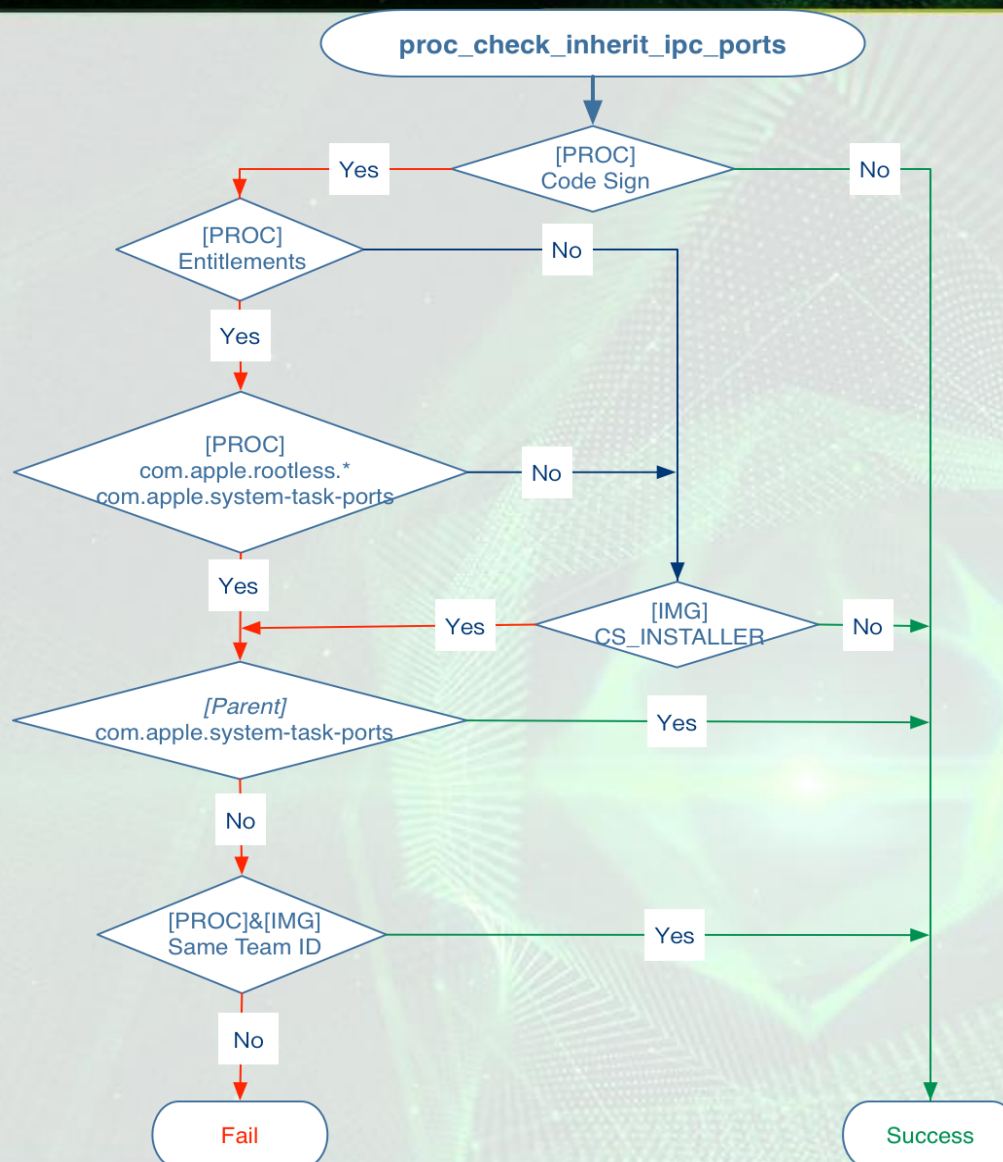 proc_check_inherit_ipc_ports
[PROC]
Code Sign
Yes
No
[PROC]
Entitlements
No
Yes
[PROC]
com.apple.rootless.*
com.apple.system-task-ports
No
Yes
[IMG]
CS_INSTALLER
Yes
No
[Parent]
com.apple.system-task-ports
Yes
No
[PROC]&[IMG]
Same Team ID
Yes
No
Fail
Success